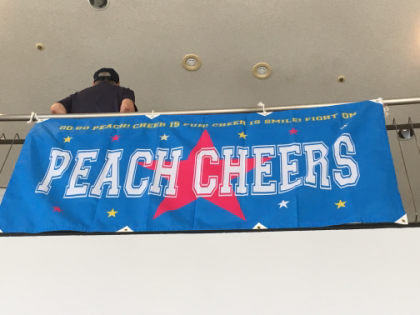 GO GO PEACH! CHEER IS FUN! CHEER IS SMILE! FIGHT ON
PEACH CHEERS